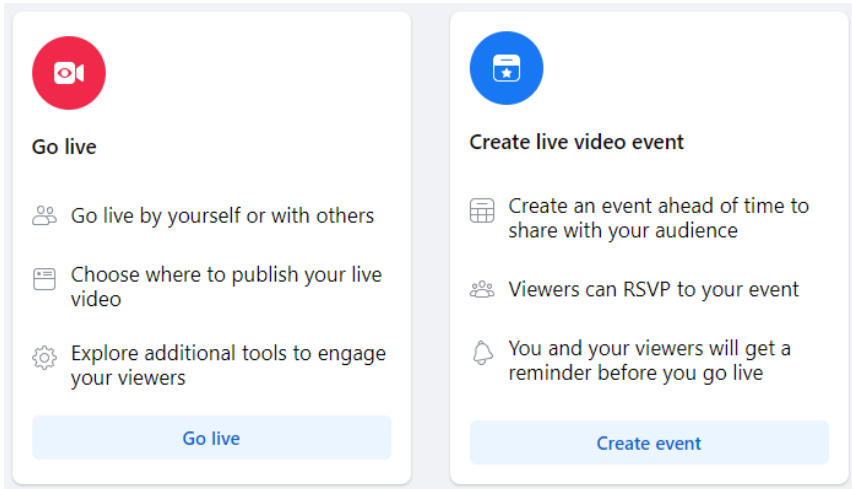 Go live
Go live by yourself or with others
Choose where to publish your live
video
Explore additional tools to engage
your viewers
Go live
Create live video event
Create an event ahead of time to
share with your audience
Viewers can RSVP to your event
You and your viewers will get a
reminder before you go live
Create event